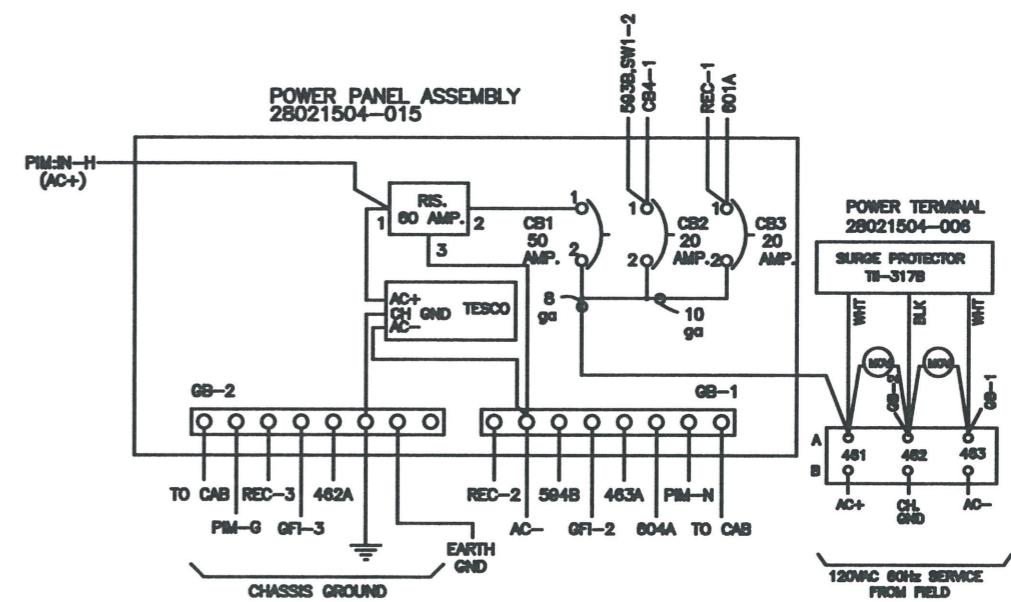 593B,SW1-2
CB4-1
REC-1
601A
POWER PANEL ASSEMBLY
28021504-015
PIM:IN-H
(AC+)
RIS.
60 AMP.
1
2
3
CB1
50
AMP.
1
2
CB2
20
AMP.
1
2
CB3
20
AMP.
1
2
POWER TERMINAL
28021504-006
SURGE PROTECTOR
TII-317B
WHT
BLK
WHT
MOV
MOV
GB-2
GB-1
AC+
CH GND
AC-
TESCO
8
ga
10
ga
GB-2
GB-1
A
461
462
463
B
AC+
CH.
GND
AC-
TO CAB
REC-3
462A
PIM-G
GFI-3
EARTH
GND
CHASSIS GROUND
REC-2
594B
463A
PIM-N
AC-
GFI-2
604A
TO CAB
120VAC 60Hz SERVICE
FROM FIELD